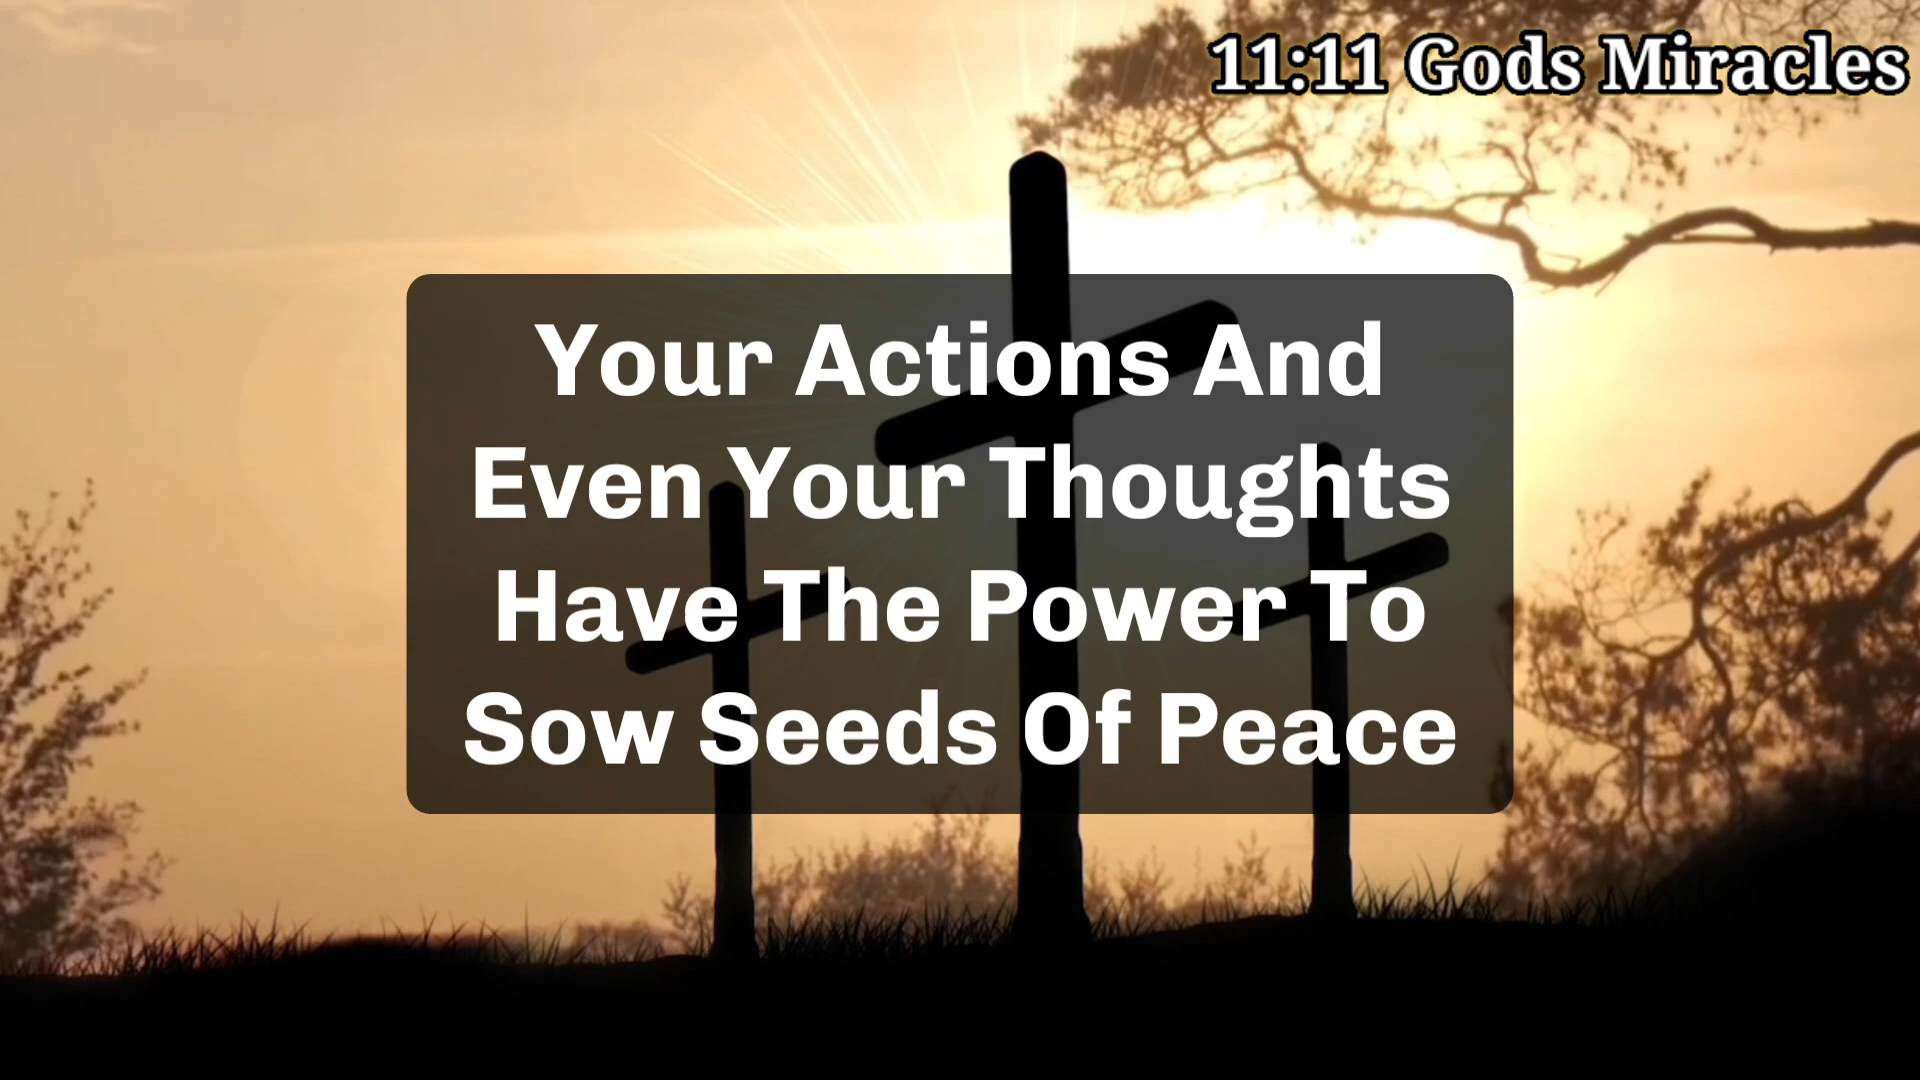 11:11 Gods Miracles
Your Actions And
Even Your Thoughts
Have The Power To
Sow Seeds Of Peace